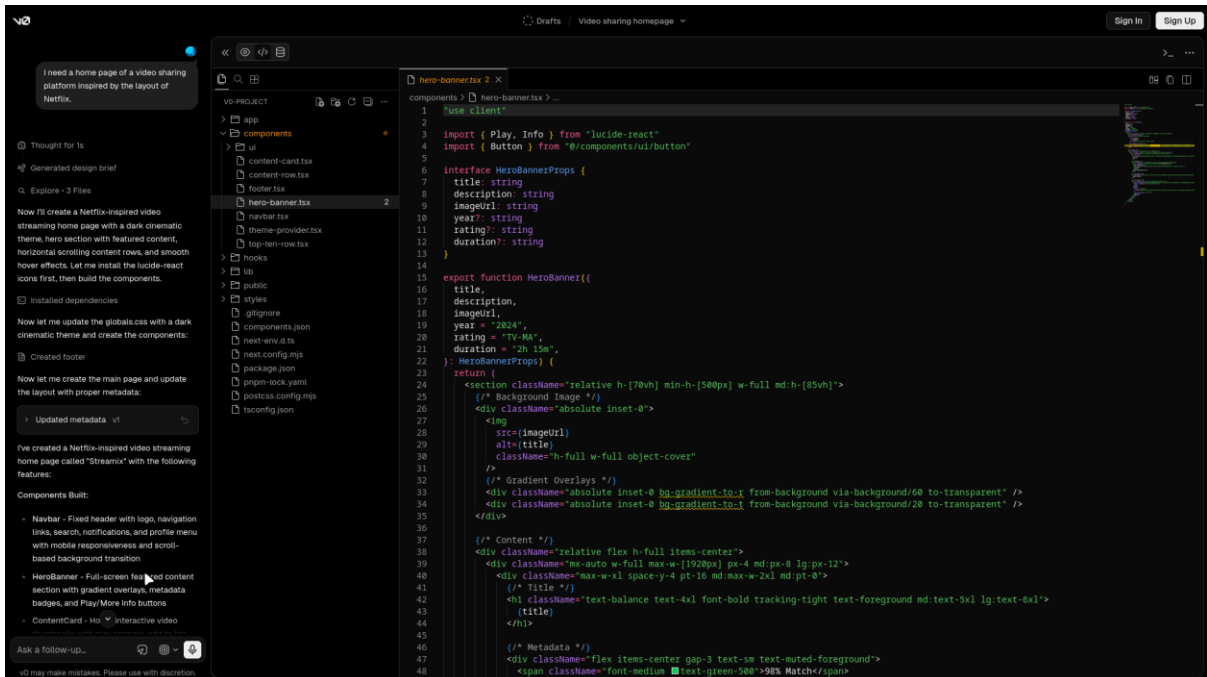 v0
Drafts / Video sharing homepage
Sign In
Sign Up
I need a home page of a video sharing
platform inspired by the layout of
Netflix.
Thought for 1s
Generated design brief
Explore • 3 Files
Now I'll create a Netflix-inspired video
streaming home page with a dark cinematic
theme, hero section with featured content,
horizontal scrolling content rows, and smooth
hover effects. Let me install the lucide-react
icons first, then build the components.
Installed dependencies
Now let me update the globals.css with a dark
cinematic theme and create the components:
Created footer
Now let me create the main page and update
the layout with proper metadata:
Updated metadata v1
I've created a Netflix-inspired video streaming
home page called "Streamix" with the following
features:
Components Built:
• Navbar - Fixed header with logo, navigation
links, search, notifications, and profile menu
with mobile responsiveness and scroll-
based background transition
• HeroBanner - Full-screen featured content
section with gradient overlays, metadata
badges, and Play/More Info buttons
• ContentCard - Ho interactive video
Ask a follow-up...
v0 may make mistakes. Please use with discretion.
V0-PROJECT
app
components
ui
content-card.tsx
content-row.tsx
footer.tsx
hero-banner.tsx 2
navbar.tsx
theme-provider.tsx
top-ten-row.tsx
hooks
lib
public
styles
.gitignore
components.json
next-env.d.ts
next.config.mjs
package.json
pnpm-lock.yaml
postcss.config.mjs
tsconfig.json
hero-banner.tsx 2
components > hero-banner.tsx > ...
1 "use client"
2
3 import { Play, Info } from "lucide-react"
4 import { Button } from "@/components/ui/button"
5
6 interface HeroBannerProps {
7 title: string
8 description: string
9 imageUrl: string
10 year?: string
11 rating?: string
12 duration?: string
13 }
14
15 export function HeroBanner({
16 title,
17 description,
18 imageUrl,
19 year = "2024",
20 rating = "TV-MA",
21 duration = "2h 15m",
22 }: HeroBannerProps) {
23 return (
24 <section className="relative h-[70vh] min-h-[500px] w-full md:h-[85vh]">
25 {/* Background Image */}
26 <div className="absolute inset-0">
27 <img
28 src={imageUrl}
29 alt={title}
30 className="h-full w-full object-cover"
31 />
32 {/* Gradient Overlays */}
33 <div className="absolute inset-0 bg-gradient-to-r from-background via-background/60 to-transparent" />
34 <div className="absolute inset-0 bg-gradient-to-t from-background via-background/20 to-transparent" />
35 </div>
36
37 {/* Content */}
38 <div className="relative flex h-full items-center">
39 <div className="mx-auto w-full max-w-[1920px] px-4 md:px-8 lg:px-12">
40 <div className="max-w-xl space-y-4 pt-16 md:max-w-2xl md:pt-0">
41 {/* Title */}
42 <h1 className="text-balance text-4xl font-bold tracking-tight text-foreground md:text-5xl lg:text-6xl">
43 {title}
44 </h1>
45
46 {/* Metadata */}
47 <div className="flex items-center gap-3 text-sm text-muted-foreground">
48 <span className="font-medium text-green-500">98% Match</span>